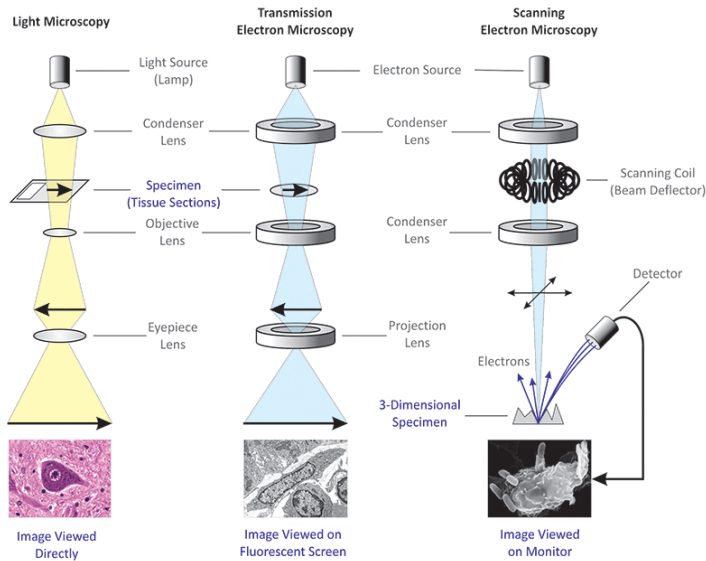 Light Microscopy
Transmission
Electron Microscopy
Scanning
Electron Microscopy
Light Source
(Lamp)
Electron Source
Condenser
Lens
Condenser
Lens
Specimen
(Tissue Sections)
Scanning Coil
(Beam Deflector)
Objective
Lens
Condenser
Lens
Detector
Eyepiece
Lens
Projection
Lens
Electrons
3-Dimensional
Specimen
Image Viewed
Directly
Image Viewed on
Fluorescent Screen
Image Viewed
on Monitor